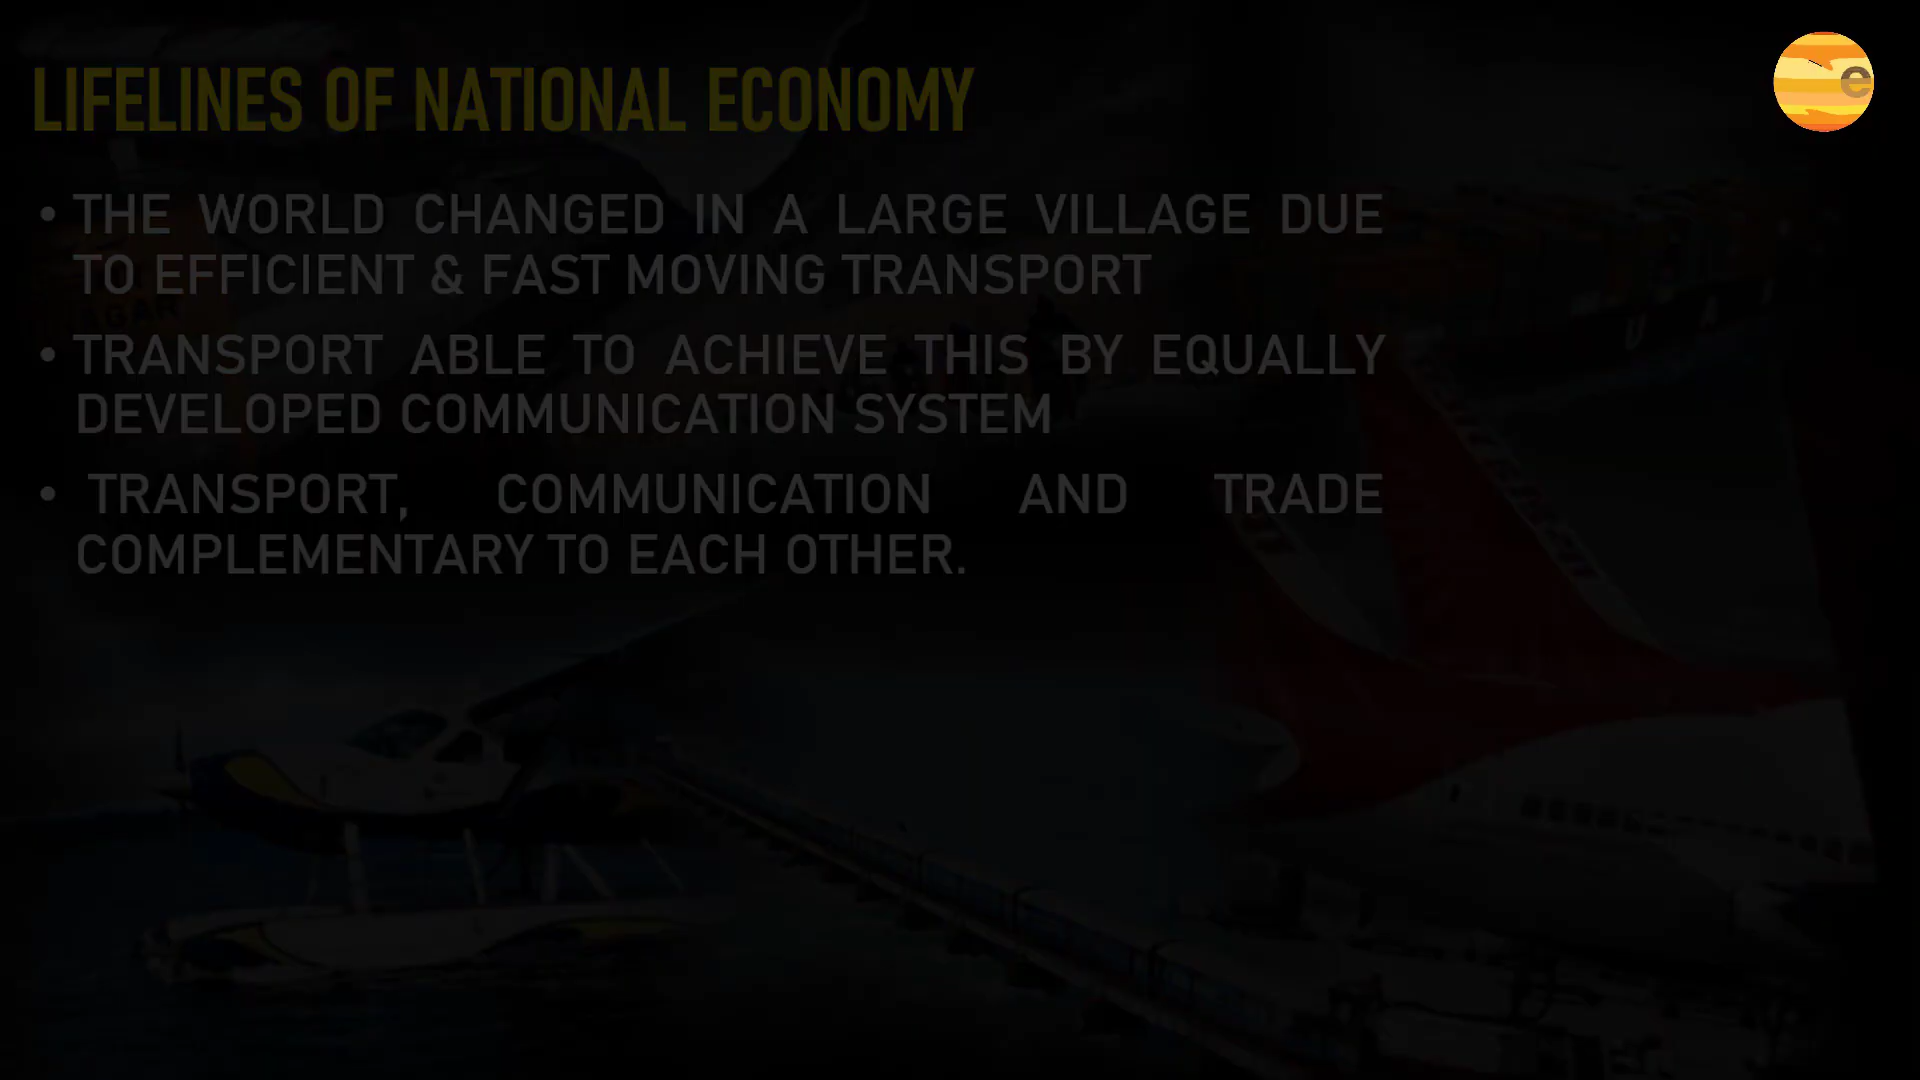 LIFELINES OF NATIONAL ECONOMY
e
• THE WORLD CHANGED IN A LARGE VILLAGE DUE
TO EFFICIENT & FAST MOVING TRANSPORT
AGAR
• TRANSPORT ABLE TO ACHIEVE THIS BY EQUALLY
DEVELOPED COMMUNICATION SYSTEM
• TRANSPORT, COMMUNICATION AND TRADE
COMPLEMENTARY TO EACH OTHER.